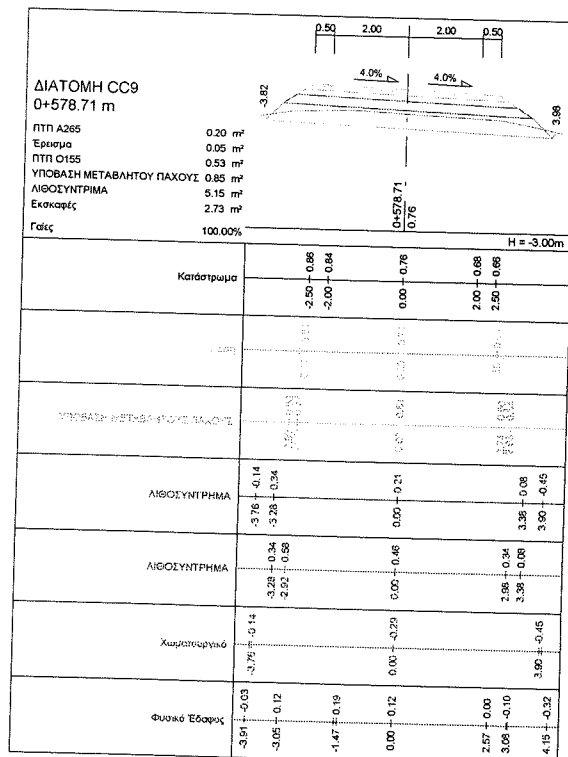 0.50 2.00 2.00 0.50
4.0% 4.0%
-3.82
3.98
ΔΙΑΤΟΜΗ CC9
0+578.71 m
ΠΤΠ Α265 0.20 m²
Έρεισμα 0.05 m²
ΠΤΠ Ο155 0.53 m²
ΥΠΟΒΑΣΗ ΜΕΤΑΒΛΗΤΟΥ ΠΑΧΟΥΣ 0.85 m²
ΛΙΘΟΣΥΝΤΡΙΜΑ 5.15 m²
Εκσκαφές 2.73 m²
Γαίες 100.00%
0+578.71
0.76
H = -3.00m
Κατάστρωμα
-2.50 0.86
-2.00 0.84
0.00 0.76
2.00 0.68
2.50 0.66
ΥΠΟΒΑΣΗ ΜΕΤΑΒΛΗΤΟΥ ΠΑΧΟΥΣ
ΛΙΘΟΣΥΝΤΡΗΜΑ
-3.76 -0.14
-3.28 0.34
0.00 0.21
3.38 0.08
3.90 -0.45
ΛΙΘΟΣΥΝΤΡΗΜΑ
-3.28 0.34
-2.92 0.58
0.00 0.46
2.98 0.34
3.38 0.08
Χωματουργικά
-3.76 -0.14
0.00 -0.29
3.90 -0.45
Φυσικό Έδαφος
-3.91 -0.03
-3.05 0.12
-1.47 0.19
0.00 0.12
2.57 0.00
3.08 -0.10
4.15 -0.32